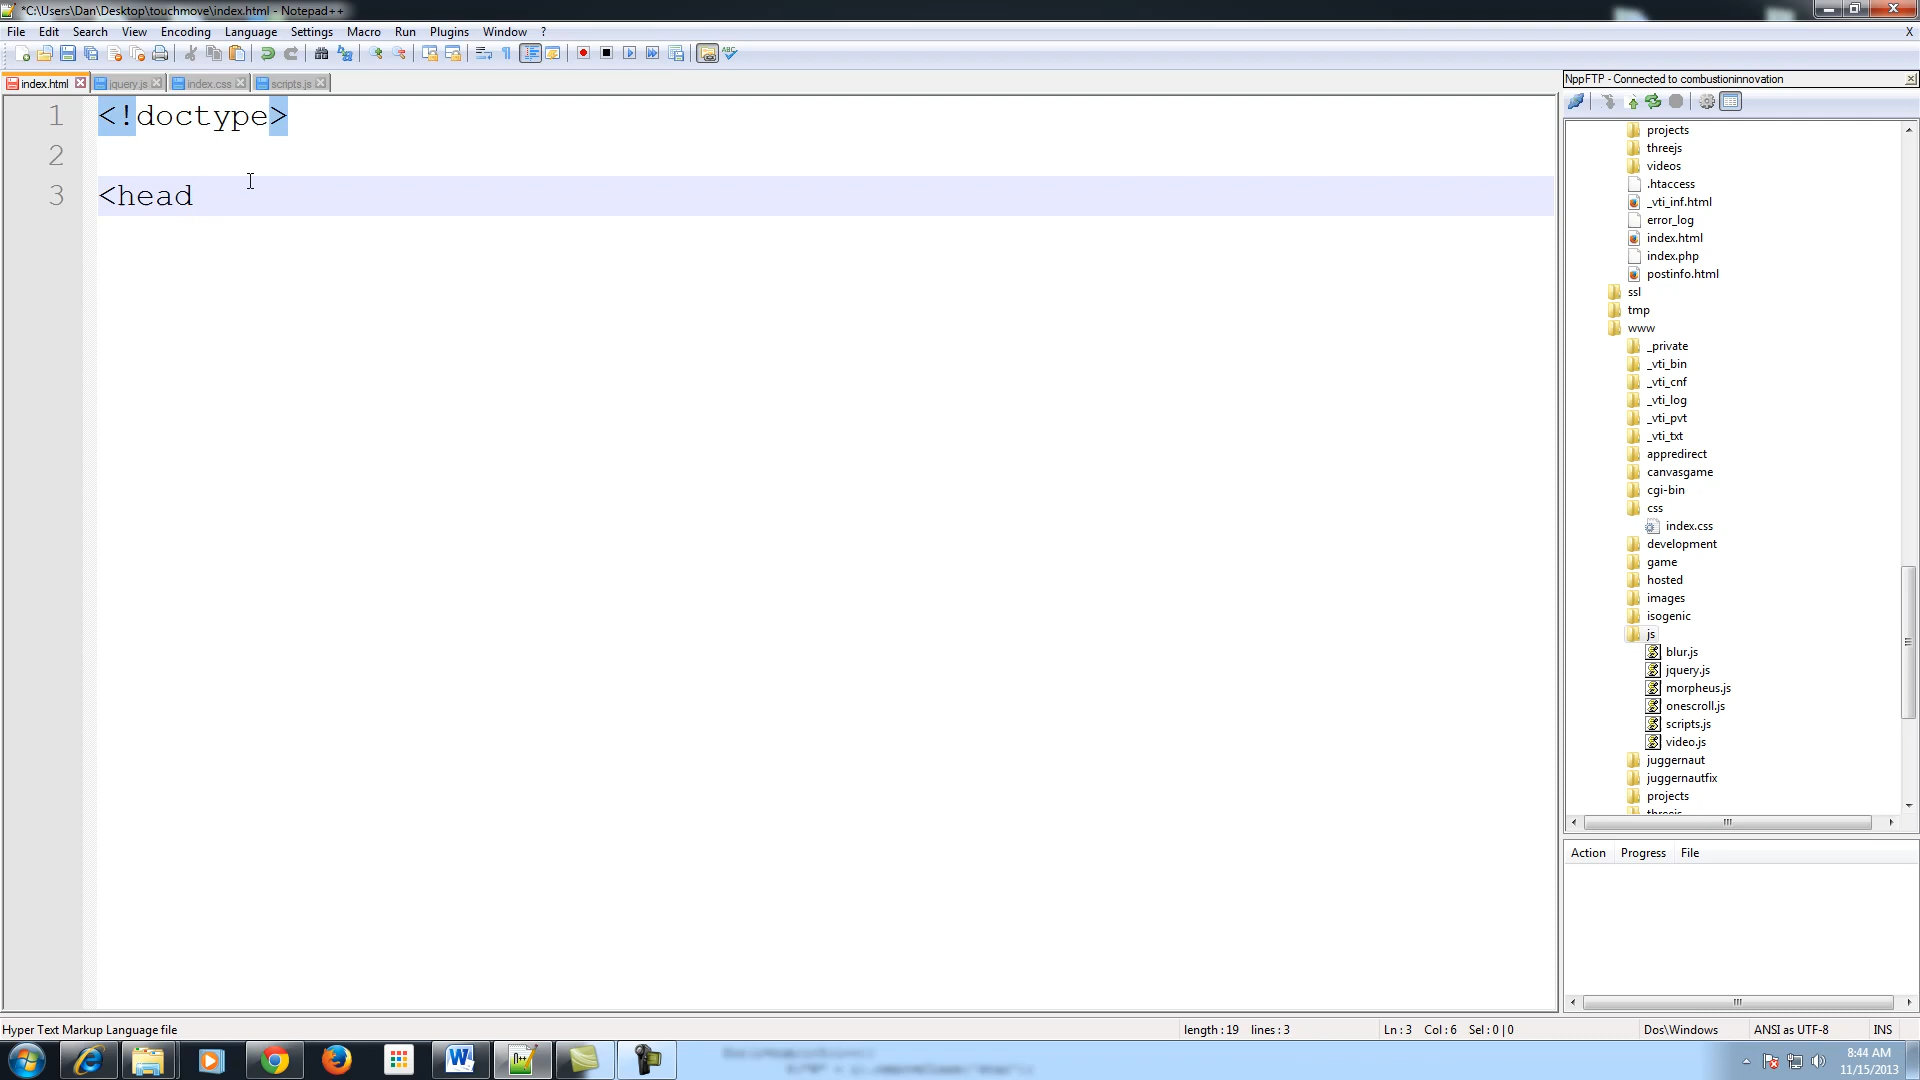 *C:\Users\Dan\Desktop\touchmove\index.html - Notepad++
File Edit Search View Encoding Language Settings Macro Run Plugins Window ?
X
index.html jquery.js index.css scripts.js
1 <!doctype>
2
3 <head
NppFTP - Connected to combustioninnovation
projects
threejs
videos
.htaccess
_vti_inf.html
error_log
index.html
index.php
postinfo.html
ssl
tmp
www
_private
_vti_bin
_vti_cnf
_vti_log
_vti_pvt
_vti_txt
appredirect
canvasgame
cgi-bin
css
index.css
development
game
hosted
images
isogenic
js
blur.js
jquery.js
morpheus.js
onescroll.js
scripts.js
video.js
juggernaut
juggernautfix
projects
threejs
Action Progress File
Hyper Text Markup Language file
length : 19 lines : 3
Ln : 3 Col : 6 Sel : 0 | 0
Dos\Windows
ANSI as UTF-8
INS
8:44 AM
11/15/2013